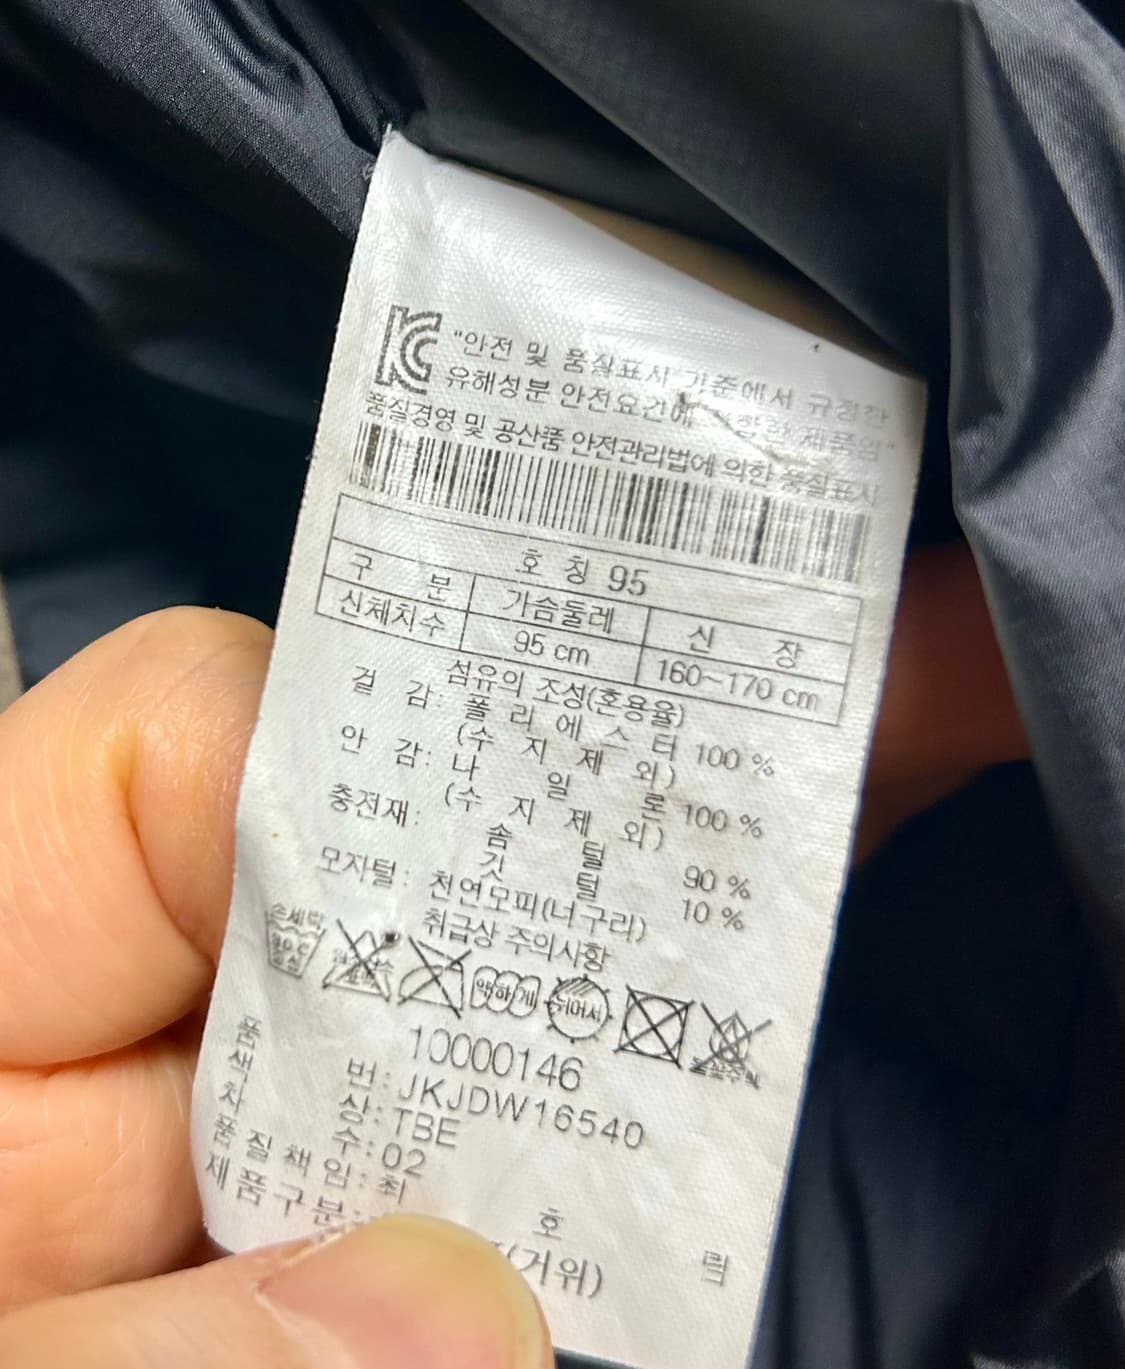 KC "안전 및 품질표시 기준에서 규정한
유해성분 안전요건에 적합한 제품임"
품질경영 및 공산품 안전관리법에 의한 품질표시
호 칭 95
구 분 가슴둘레 신 장
신체치수 95 cm 160~170 cm
섬유의 조성(혼용율)
겉 감: 폴 리 에 스 터 100 %
(수 지 제 외)
안 감: 나 일 론 100 %
(수 지 제 외)
충전재: 솜 털 90 %
깃 털 10 %
모자털: 천연모피(너구리)
취급상 주의사항
손세탁
30℃
중성
약하게
뉘어서
10000146
품 번: JKJDW16540
색 상: TBE
차 수: 02
품 질 책 임: 최 호 림
제 품 구 분: (거위)